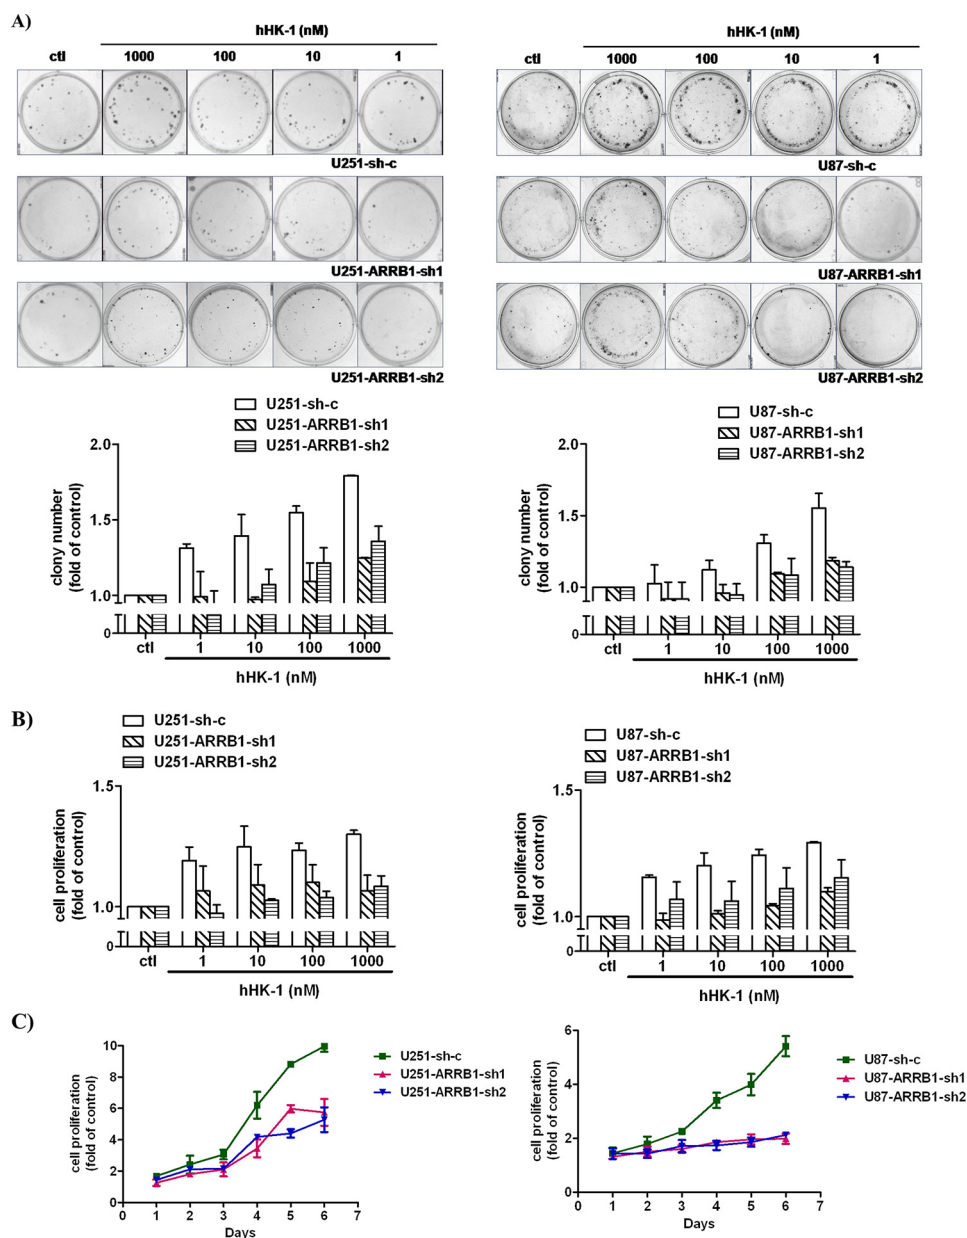 A)
hHK-1 (nM)
ctl 1000 100 10 1
U251-sh-c
U251-ARRB1-sh1
U251-ARRB1-sh2
hHK-1 (nM)
ctl 1000 100 10 1
U87-sh-c
U87-ARRB1-sh1
U87-ARRB1-sh2
U251-sh-c
U251-ARRB1-sh1
U251-ARRB1-sh2
clony number
(fold of control)
2.0
1.5
1.0
0
ctl 1 10 100 1000
hHK-1 (nM)
U87-sh-c
U87-ARRB1-sh1
U87-ARRB1-sh2
clony number
(fold of control)
2.0
1.5
1.0
0
ctl 1 10 100 1000
hHK-1 (nM)
B)
U251-sh-c
U251-ARRB1-sh1
U251-ARRB1-sh2
cell proliferation
(fold of control)
1.5
1.0
0
ctl 1 10 100 1000
hHK-1 (nM)
U87-sh-c
U87-ARRB1-sh1
U87-ARRB1-sh2
cell proliferation
(fold of control)
1.5
1.0
0
ctl 1 10 100 1000
hHK-1 (nM)
C)
cell proliferation
(fold of control)
10
8
6
4
2
0
0 1 2 3 4 5 6 7
Days
U251-sh-c
U251-ARRB1-sh1
U251-ARRB1-sh2
cell proliferation
(fold of control)
6
4
2
0
0 1 2 3 4 5 6 7
Days
U87-sh-c
U87-ARRB1-sh1
U87-ARRB1-sh2